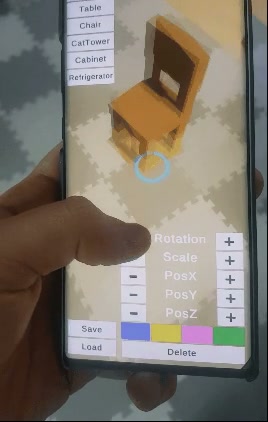 Table
Chair
CatTower
Cabinet
Refrigerator
Rotation +
Scale +
- PosX +
- PosY +
- PosZ +
Save
Load
Delete